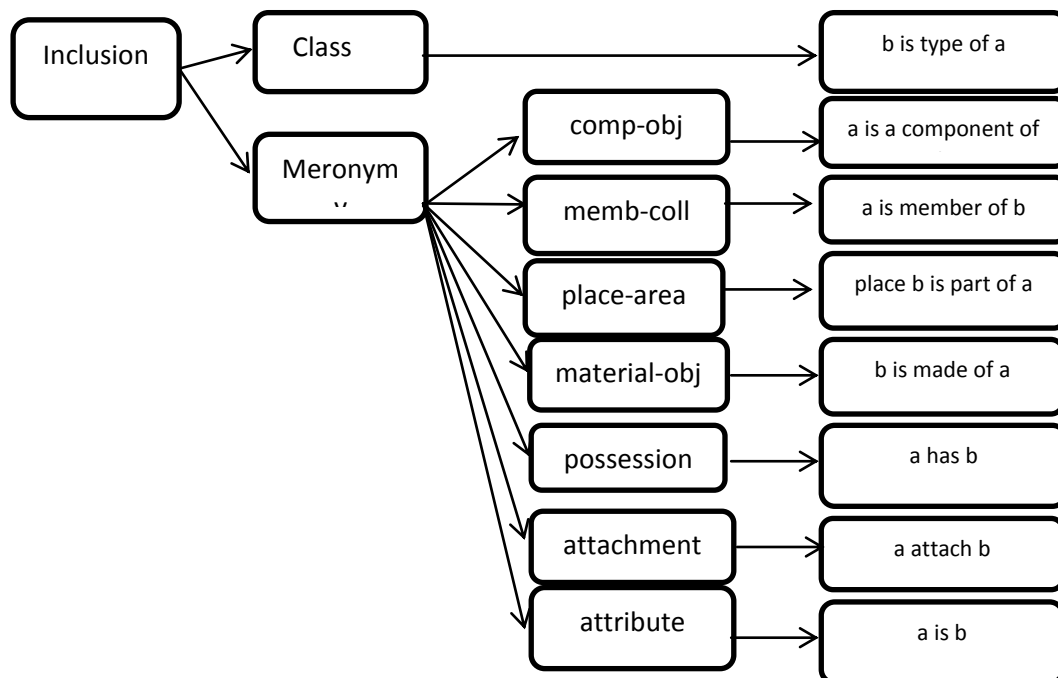 Inclusion
Class
b is type of a
comp-obj
a is a component of
Meronym
y
memb-coll
a is member of b
place-area
place b is part of a
material-obj
b is made of a
possession
a has b
attachment
a attach b
attribute
a is b